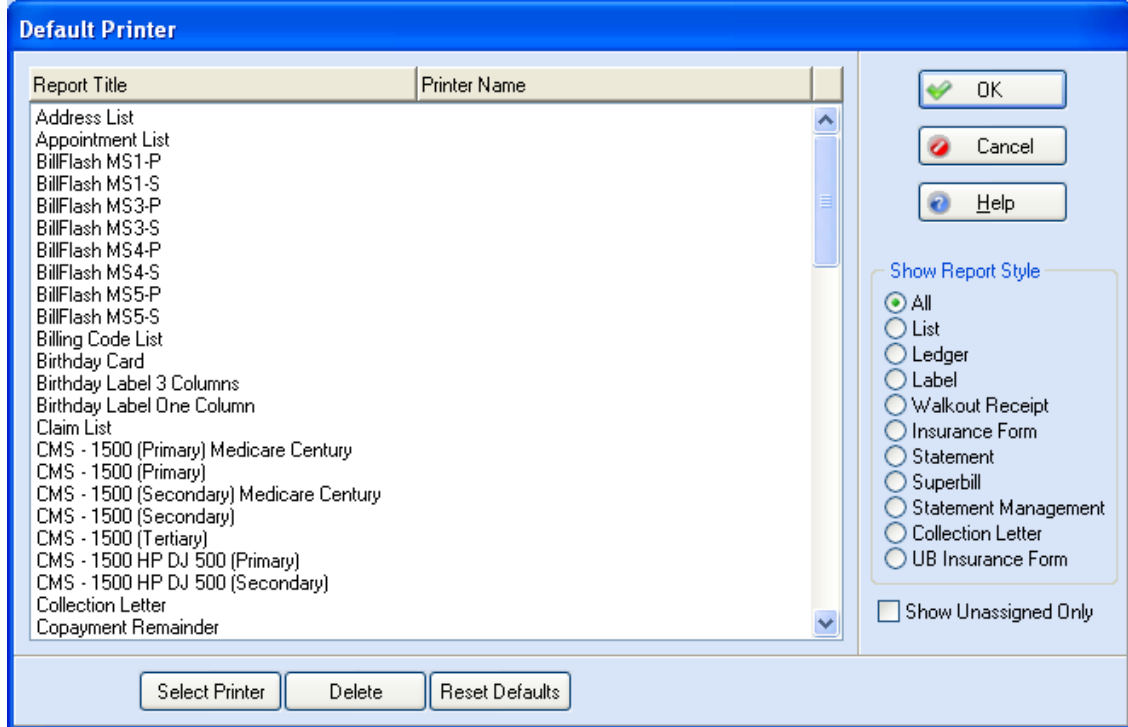 Default Printer
Report Title Printer Name
Address List
Appointment List
BillFlash MS1-P
BillFlash MS1-S
BillFlash MS3-P
BillFlash MS3-S
BillFlash MS4-P
BillFlash MS4-S
BillFlash MS5-P
BillFlash MS5-S
Billing Code List
Birthday Card
Birthday Label 3 Columns
Birthday Label One Column
Claim List
CMS - 1500 (Primary) Medicare Century
CMS - 1500 (Primary)
CMS - 1500 (Secondary) Medicare Century
CMS - 1500 (Secondary)
CMS - 1500 (Tertiary)
CMS - 1500 HP DJ 500 (Primary)
CMS - 1500 HP DJ 500 (Secondary)
Collection Letter
Copayment Remainder
OK
Cancel
Help
Show Report Style
All
List
Ledger
Label
Walkout Receipt
Insurance Form
Statement
Superbill
Statement Management
Collection Letter
UB Insurance Form
Show Unassigned Only
Select Printer Delete Reset Defaults